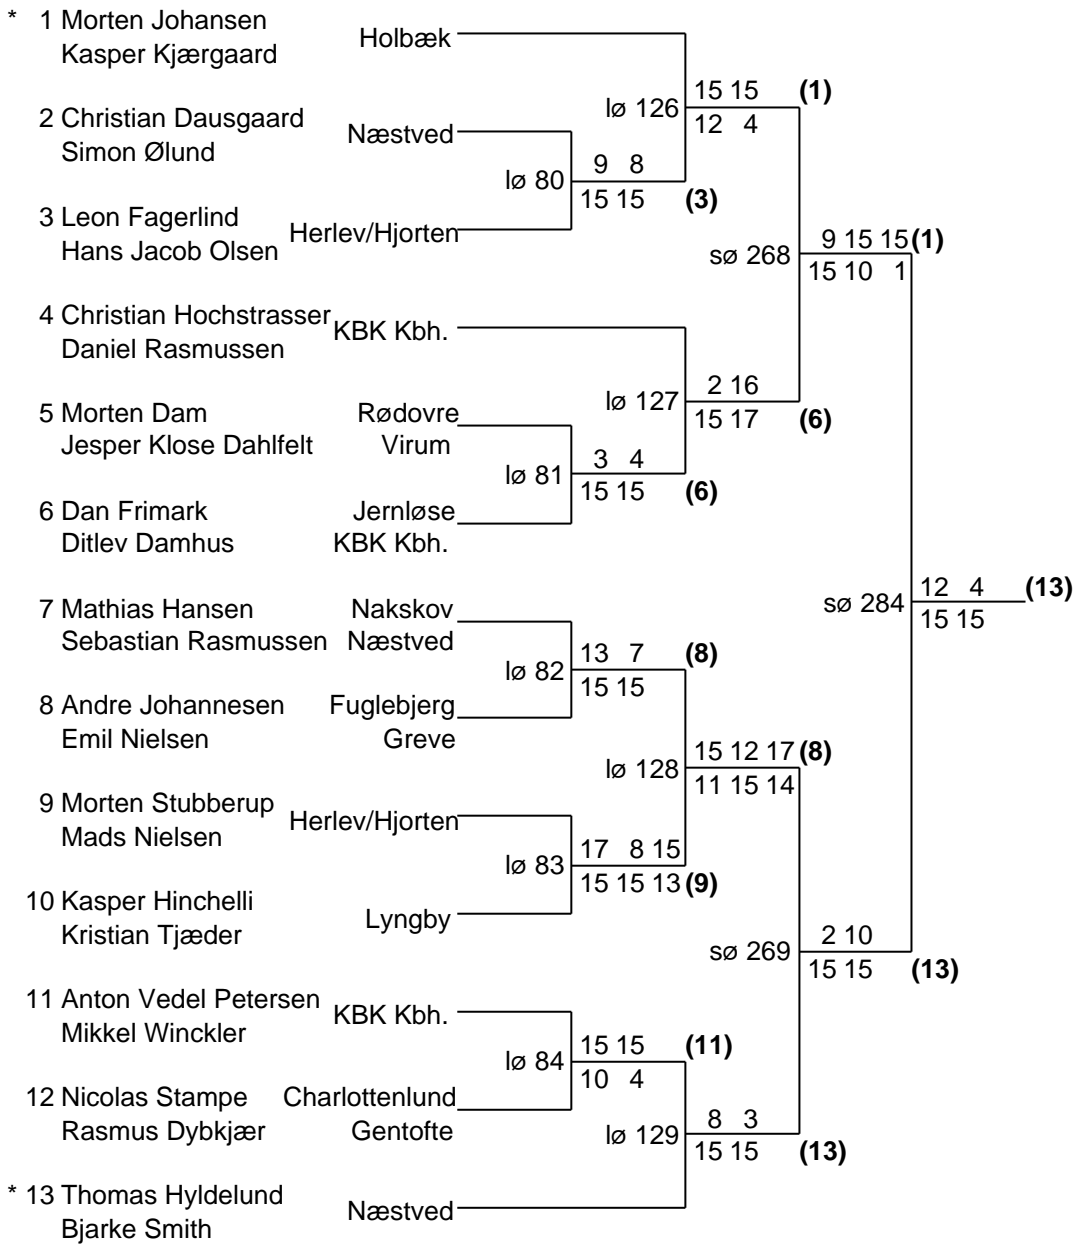 * 1 Morten Johansen
Kasper Kjærgaard
Holbæk
15 15 (1)
lø 126
12 4
2 Christian Dausgaard
Simon Ølund
Næstved
9 8
lø 80
15 15 (3)
3 Leon Fagerlind
Hans Jacob Olsen
Herlev/Hjorten
9 15 15 (1)
sø 268
15 10 1
4 Christian Hochstrasser
Daniel Rasmussen
KBK Kbh.
2 16
lø 127
15 17 (6)
5 Morten Dam
Jesper Klose Dahlfelt
Rødovre
Virum
3 4
lø 81
15 15 (6)
6 Dan Frimark
Ditlev Damhus
Jernløse
KBK Kbh.
12 4 (13)
sø 284
15 15
7 Mathias Hansen
Sebastian Rasmussen
Nakskov
Næstved
13 7 (8)
lø 82
15 15
8 Andre Johannesen
Emil Nielsen
Fuglebjerg
Greve
15 12 17 (8)
lø 128
11 15 14
9 Morten Stubberup
Mads Nielsen
Herlev/Hjorten
17 8 15
lø 83
15 15 13 (9)
10 Kasper Hinchelli
Kristian Tjæder
Lyngby
2 10
sø 269
15 15 (13)
11 Anton Vedel Petersen
Mikkel Winckler
KBK Kbh.
15 15 (11)
lø 84
10 4
12 Nicolas Stampe
Rasmus Dybkjær
Charlottenlund
Gentofte
8 3
lø 129
15 15 (13)
* 13 Thomas Hyldelund
Bjarke Smith
Næstved